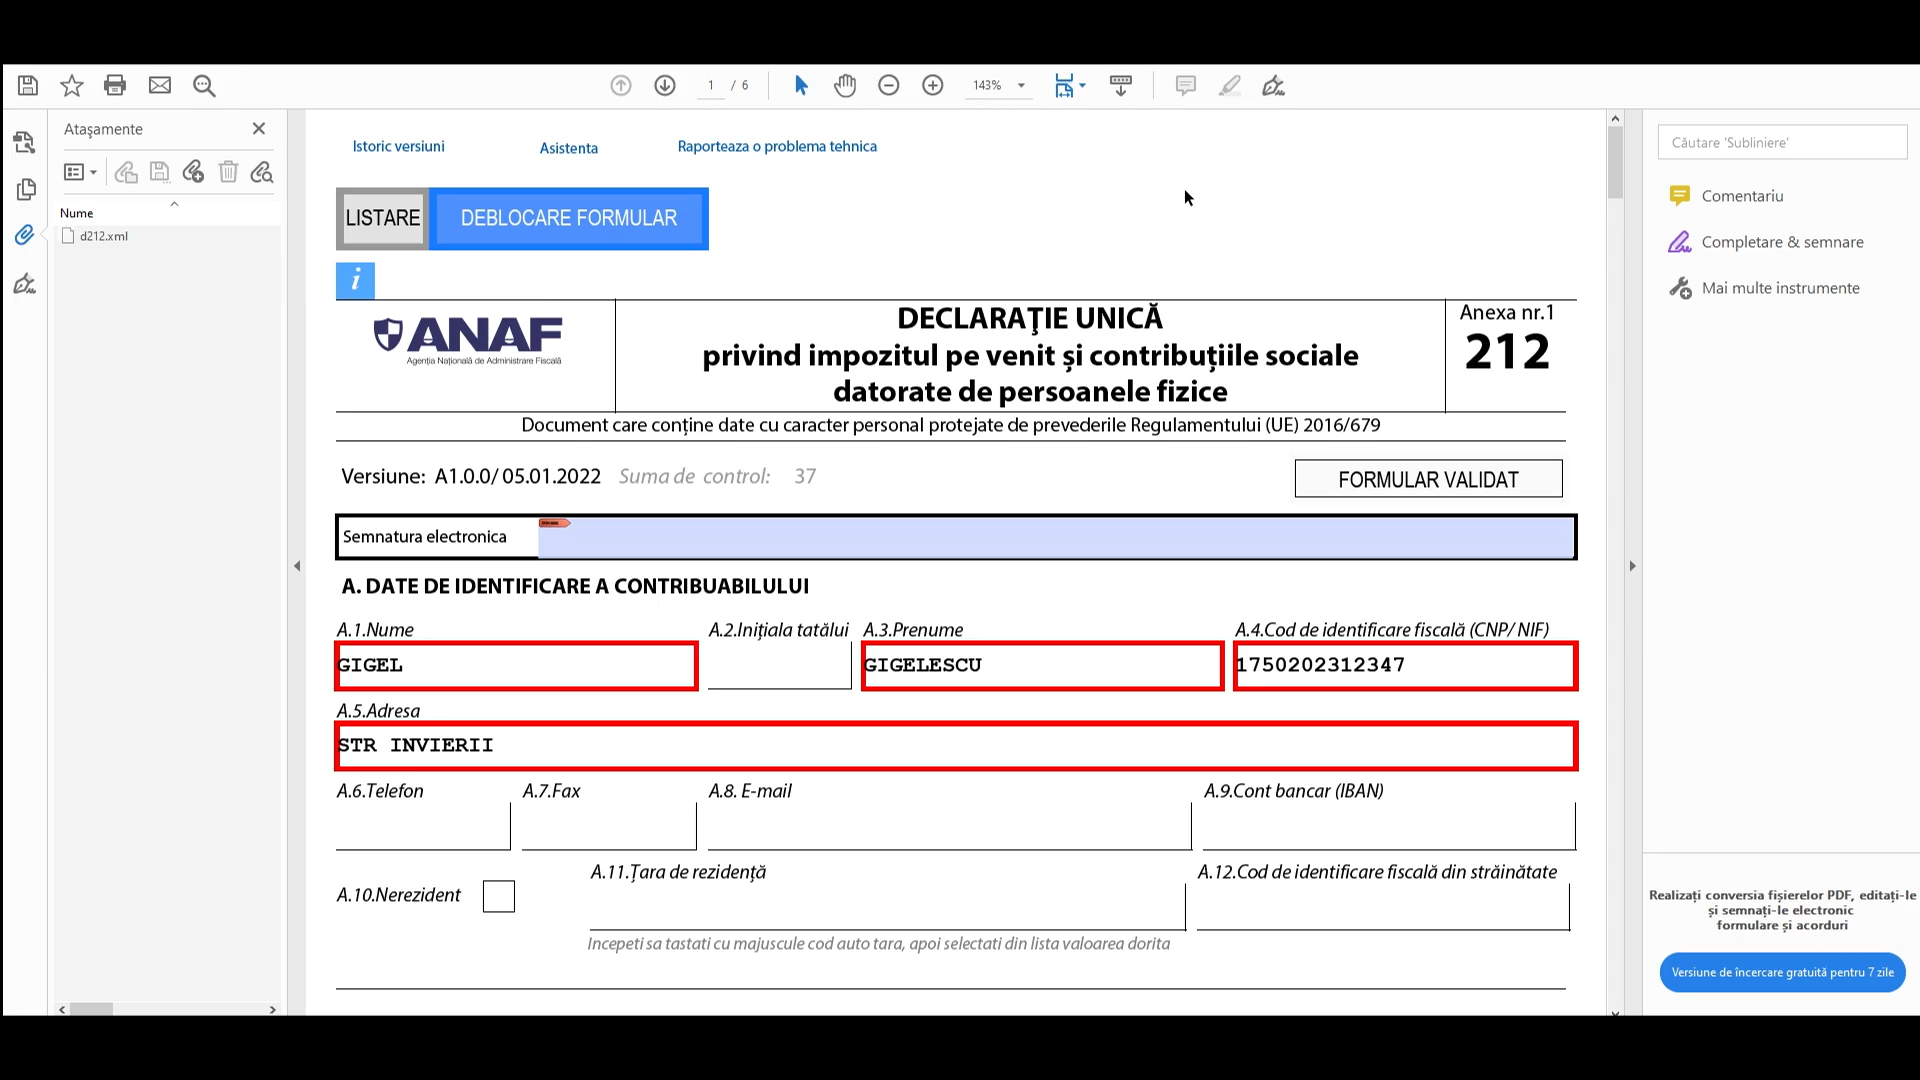 1 / 6
143%
Ataşamente
Nume
d212.xml
Istoric versiuni
Asistenta
Raporteaza o problema tehnica
LISTARE
DEBLOCARE FORMULAR
i
ANAF
Agenția Națională de Administrare Fiscală
DECLARAŢIE UNICĂ
privind impozitul pe venit și contribuțiile sociale
datorate de persoanele fizice
Anexa nr.1
212
Document care conține date cu caracter personal protejate de prevederile Regulamentului (UE) 2016/679
Versiune: A1.0.0/ 05.01.2022 Suma de control: 37
FORMULAR VALIDAT
Semnatura electronica
A. DATE DE IDENTIFICARE A CONTRIBUABILULUI
A.1.Nume
A.2.Inițiala tatălui
A.3.Prenume
A.4.Cod de identificare fiscală (CNP/ NIF)
GIGEL
GIGELESCU
1750202312347
A.5.Adresa
STR INVIERII
A.6.Telefon
A.7.Fax
A.8. E-mail
A.9.Cont bancar (IBAN)
A.10.Nerezident
A.11.Țara de rezidență
A.12.Cod de identificare fiscală din străinătate
Incepeti sa tastati cu majuscule cod auto tara, apoi selectati din lista valoarea dorita
Căutare 'Subliniere'
Comentariu
Completare & semnare
Mai multe instrumente
Realizați conversia fișierelor PDF, editați-le
și semnați-le electronic
formulare și acorduri
Versiune de încercare gratuită pentru 7 zile